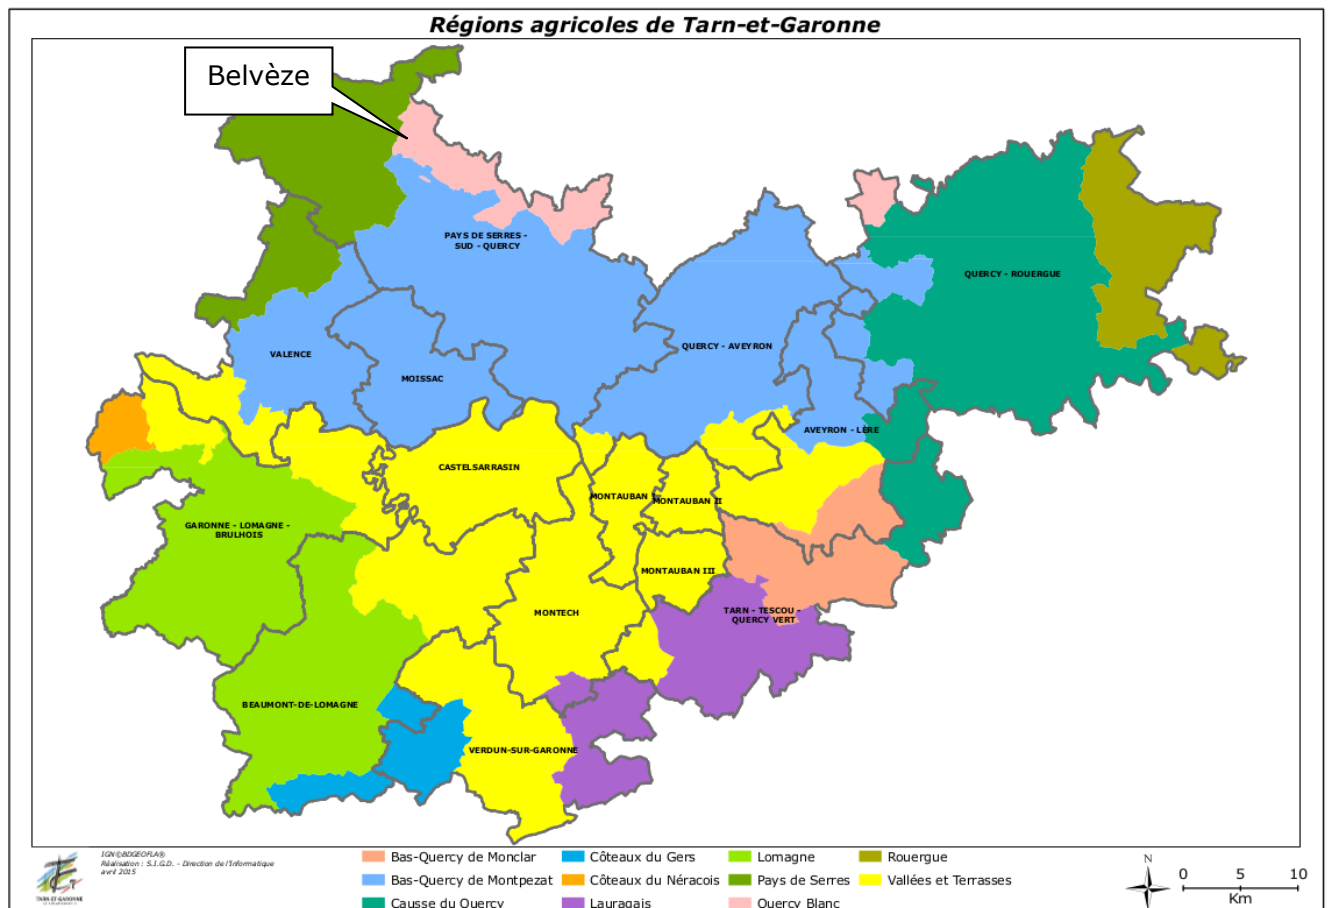 Régions agricoles de Tarn-et-Garonne
Belvèze
PAYS DE SERRES -
SUD - QUERCY
QUERCY - ROUERGUE
QUERCY - AVEYRON
VALENCE
MOISSAC
AVEYRON - LÈRE
CASTELSARRASIN
MONTAUBAN I
MONTAUBAN II
GARONNE - LOMAGNE -
BRULHOIS
MONTAUBAN III
MONTECH
TARN - TESCOU -
QUERCY VERT
BEAUMONT-DE-LOMAGNE
VERDUN-SUR-GARONNE
IGN©BDGEOFLA®
Réalisation : S.I.G.D. - Direction de l'Informatique
avril 2015
TARN-ET-GARONNE
Bas-Quercy de Monclar
Côteaux du Gers
Lomagne
Rouergue
Bas-Quercy de Montpezat
Côteaux du Néracois
Pays de Serres
Vallées et Terrasses
Causse du Quercy
Lauragais
Quercy Blanc
N
0 5 10
Km